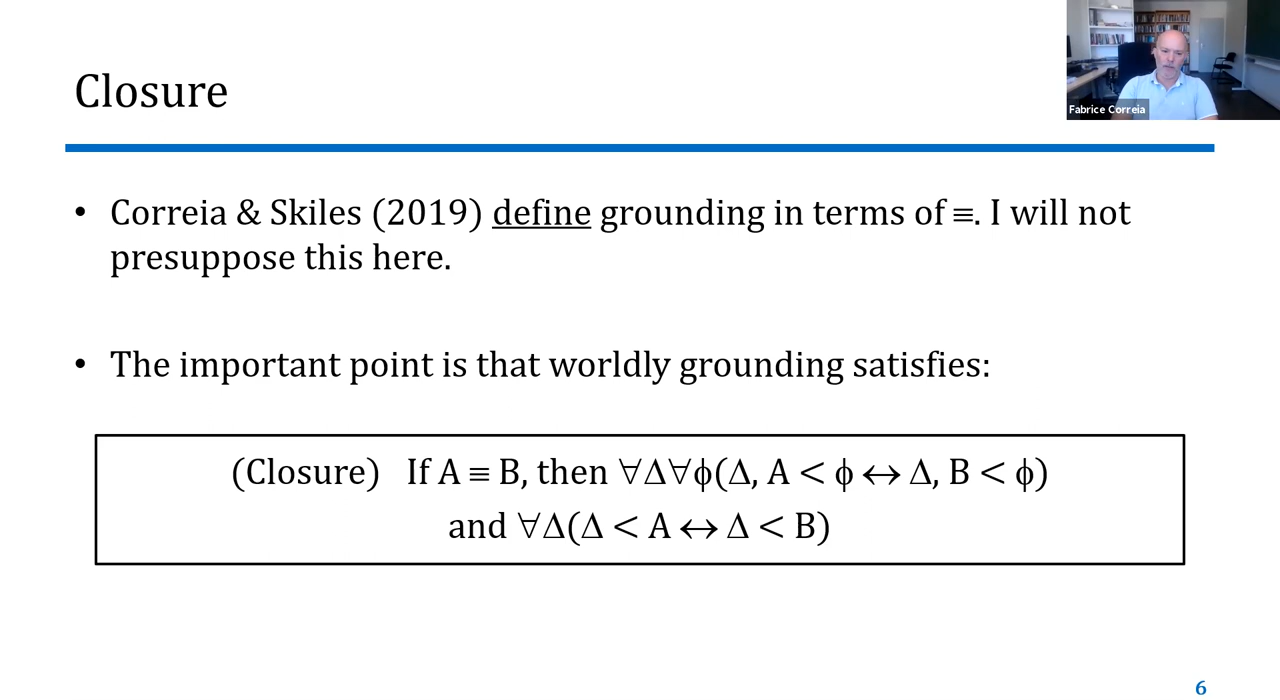 Closure
Fabrice Correia
• Correia & Skiles (2019) define grounding in terms of ≡. I will not
presuppose this here.
• The important point is that worldly grounding satisfies:
(Closure) If A ≡ B, then ∀Δ∀ϕ(Δ, A < ϕ ↔ Δ, B < ϕ)
and ∀Δ(Δ < A ↔ Δ < B)
6